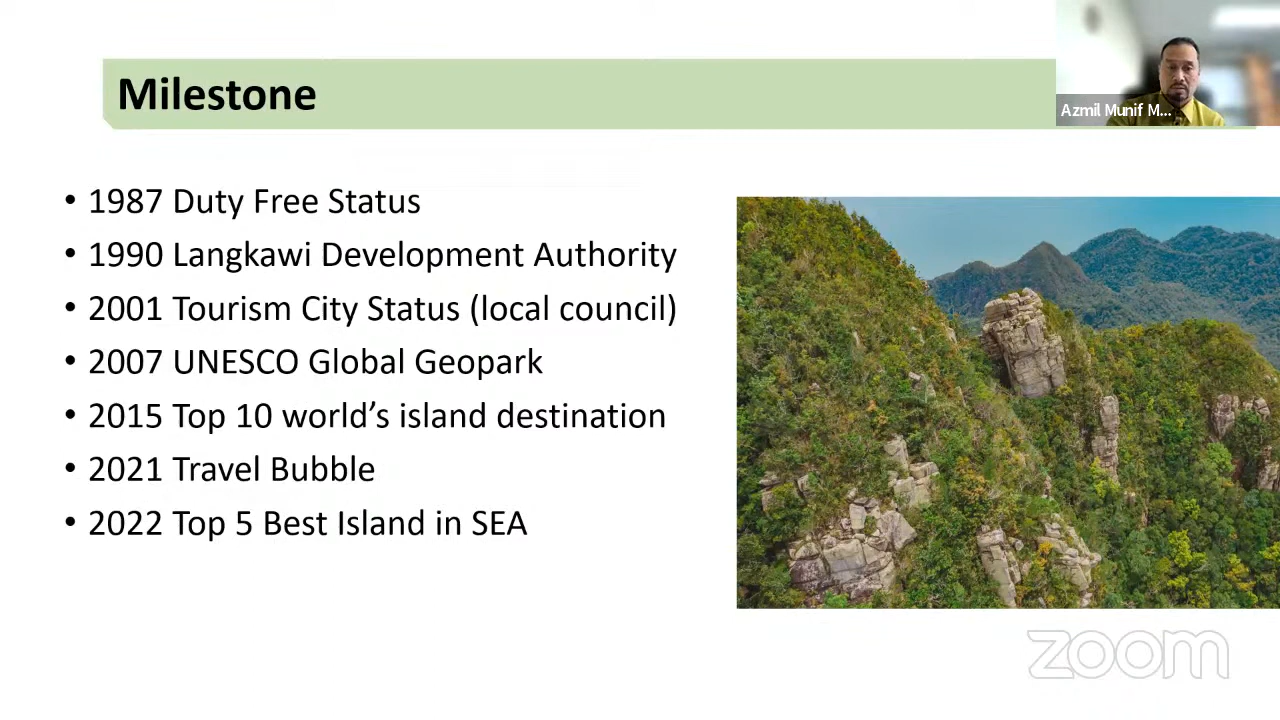 Milestone
Azmil Munif M...
• 1987 Duty Free Status
• 1990 Langkawi Development Authority
• 2001 Tourism City Status (local council)
• 2007 UNESCO Global Geopark
• 2015 Top 10 world’s island destination
• 2021 Travel Bubble
• 2022 Top 5 Best Island in SEA
zoom